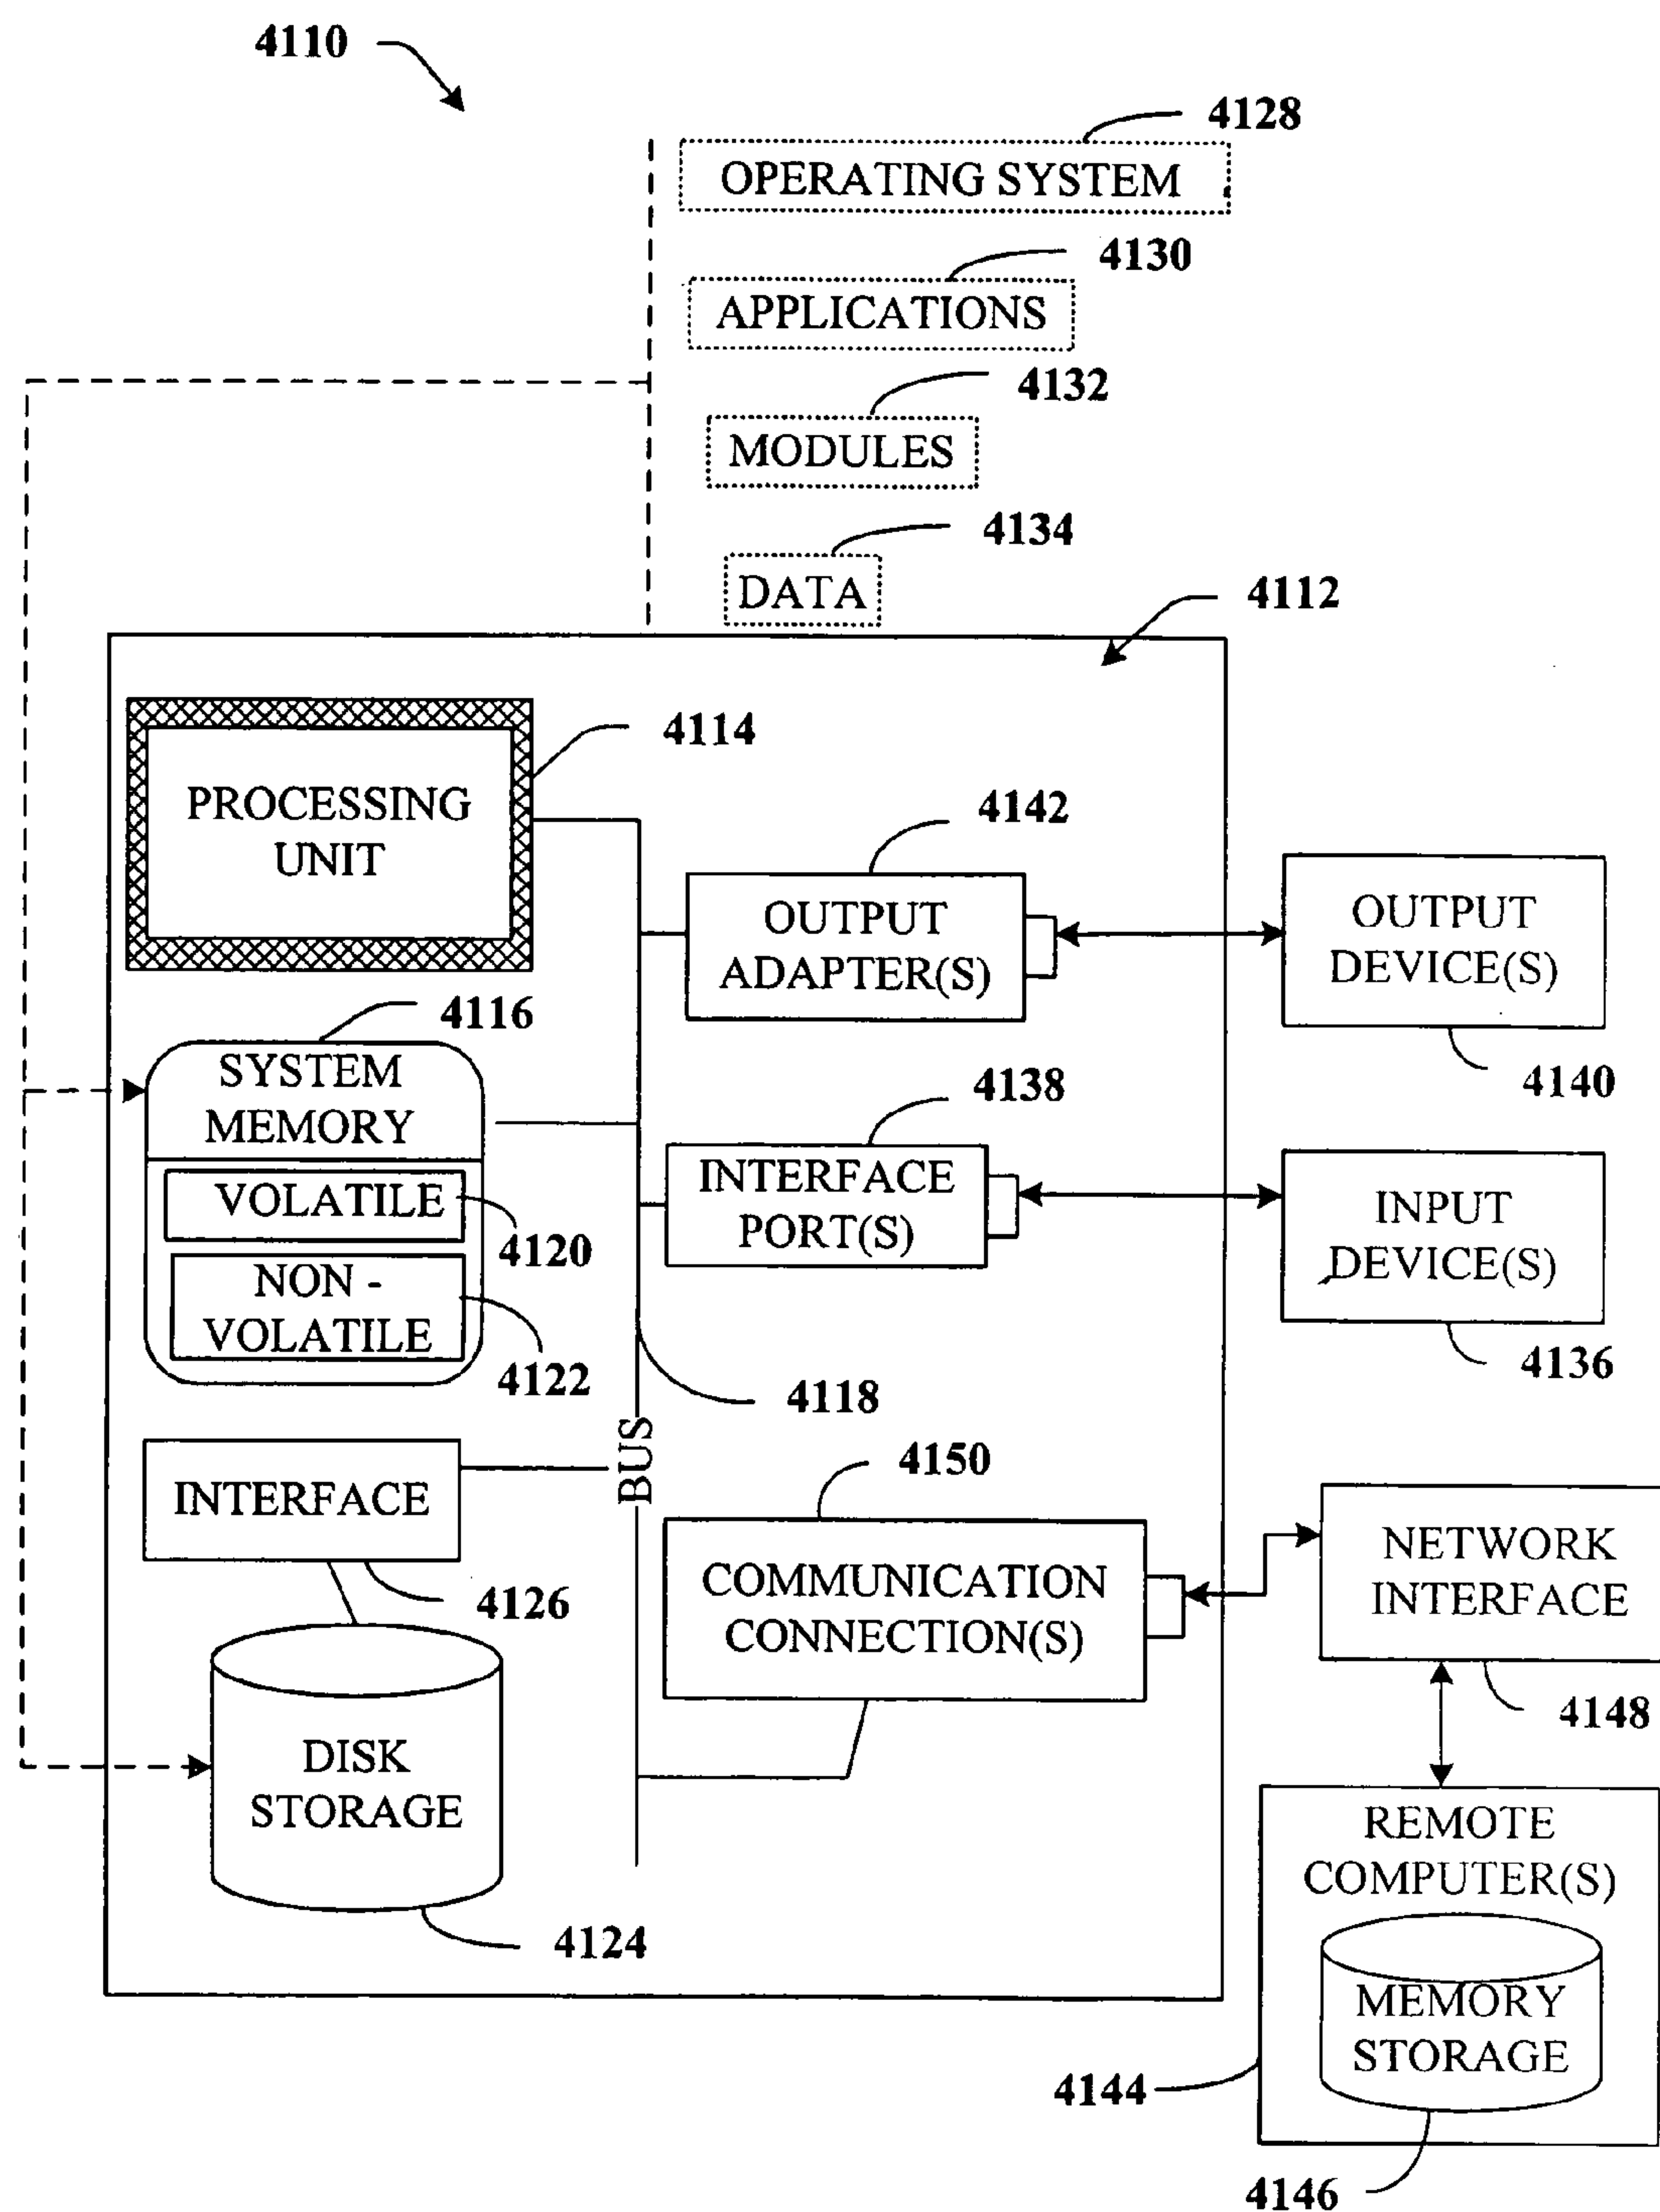 4110
4128
OPERATING SYSTEM
4130
APPLICATIONS
4132
MODULES
4134
DATA
4112
4114
PROCESSING
UNIT
4142
OUTPUT
ADAPTER(S)
OUTPUT
DEVICE(S)
4140
4116
SYSTEM
MEMORY
VOLATILE
4120
NON -
VOLATILE
4122
4138
INTERFACE
PORT(S)
INPUT
DEVICE(S)
4136
4118
BUS
INTERFACE
4126
4150
COMMUNICATION
CONNECTION(S)
NETWORK
INTERFACE
4148
DISK
STORAGE
4124
REMOTE
COMPUTER(S)
MEMORY
STORAGE
4144
4146